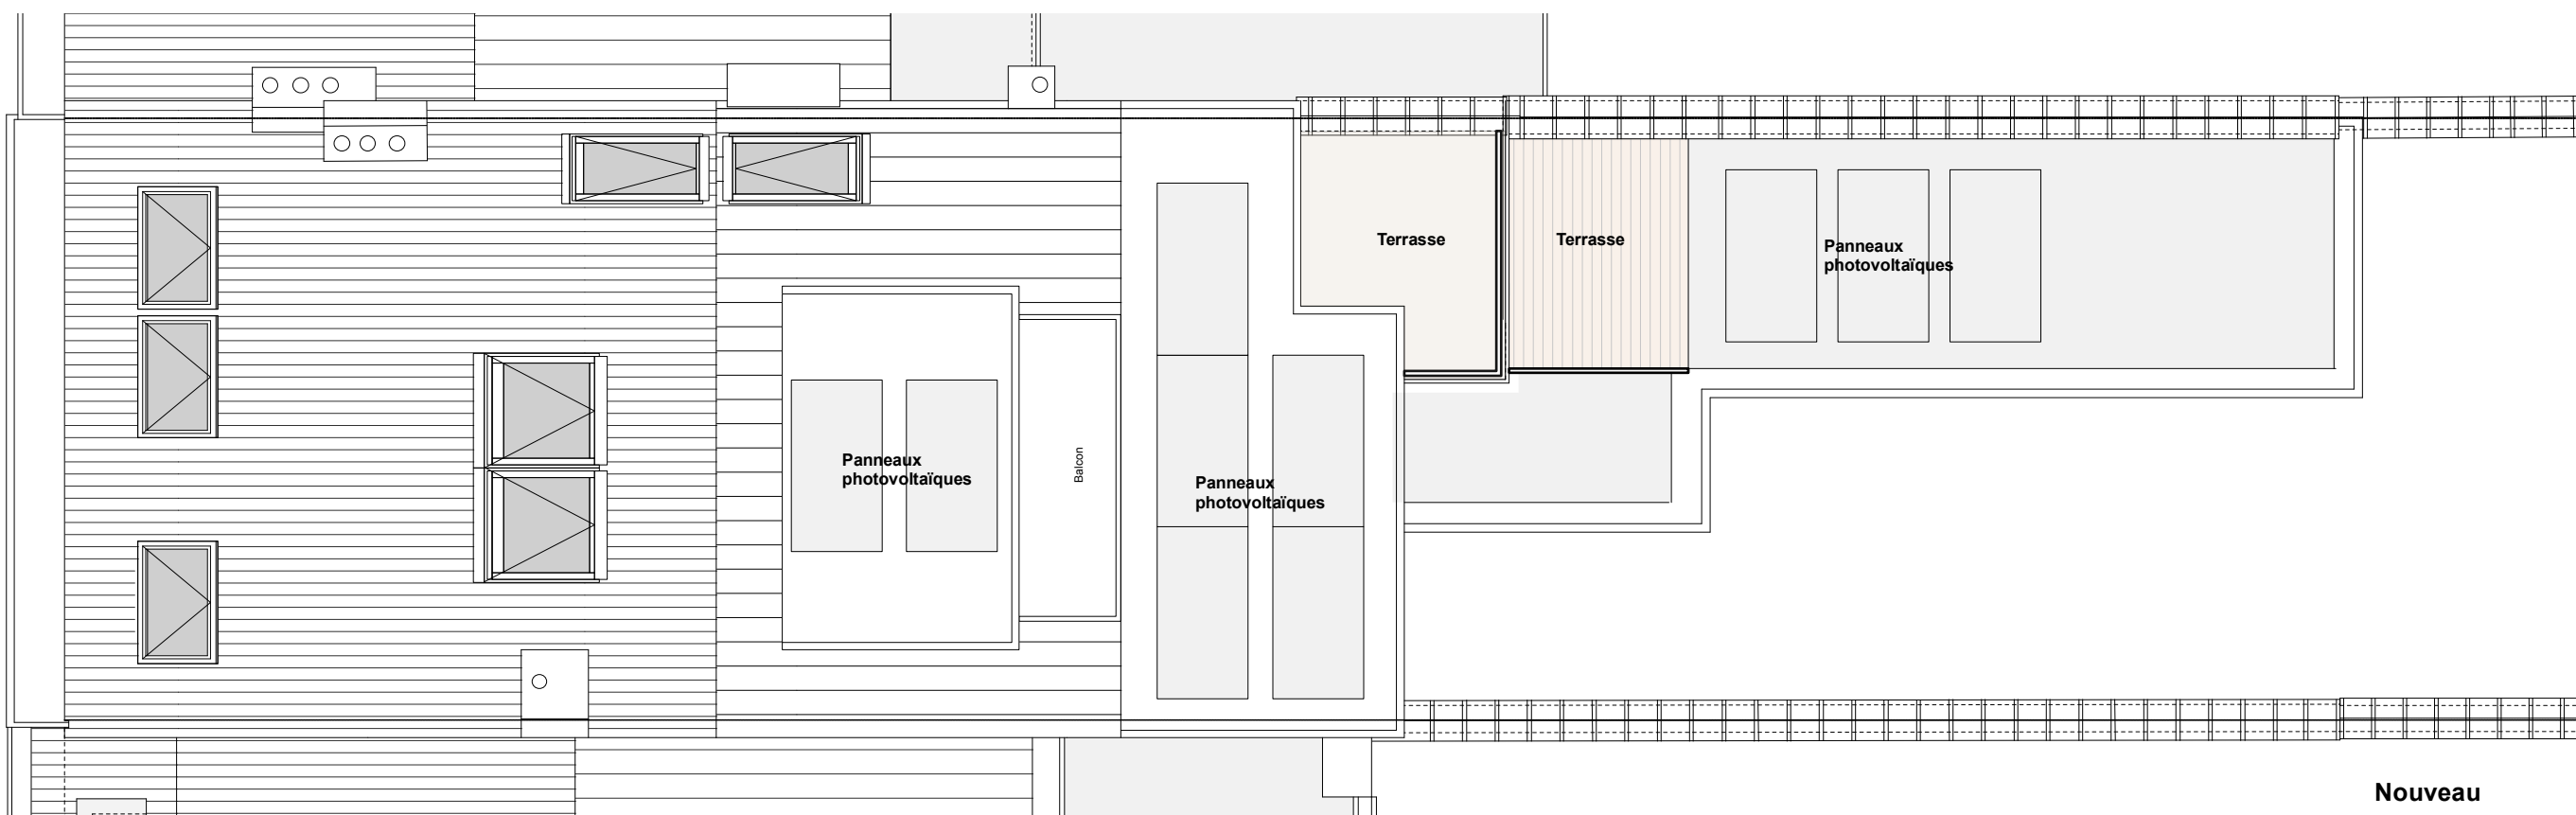 Terrasse
Terrasse
Panneaux
photovoltaïques
Panneaux
photovoltaïques
Balcon
Panneaux
photovoltaïques
Nouveau